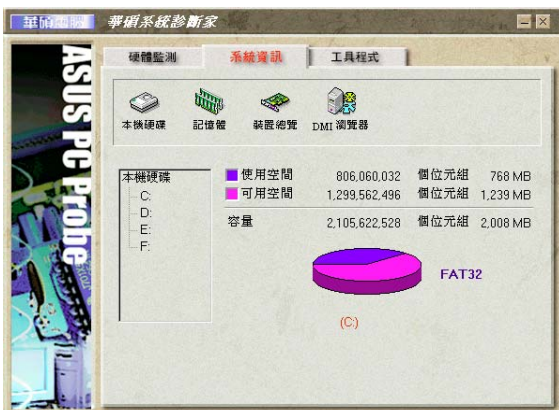 華碩電腦 華碩系統診斷家
ASUS PC Probe
硬體監測 系統資訊 工具程式
本機硬碟 記憶體 裝置總覽 DMI 瀏覽器
本機硬碟
C:
D:
E:
F:
使用空間 806,060,032 個位元組 768 MB
可用空間 1,299,562,496 個位元組 1,239 MB
容量 2,105,622,528 個位元組 2,008 MB
FAT32
(C:)